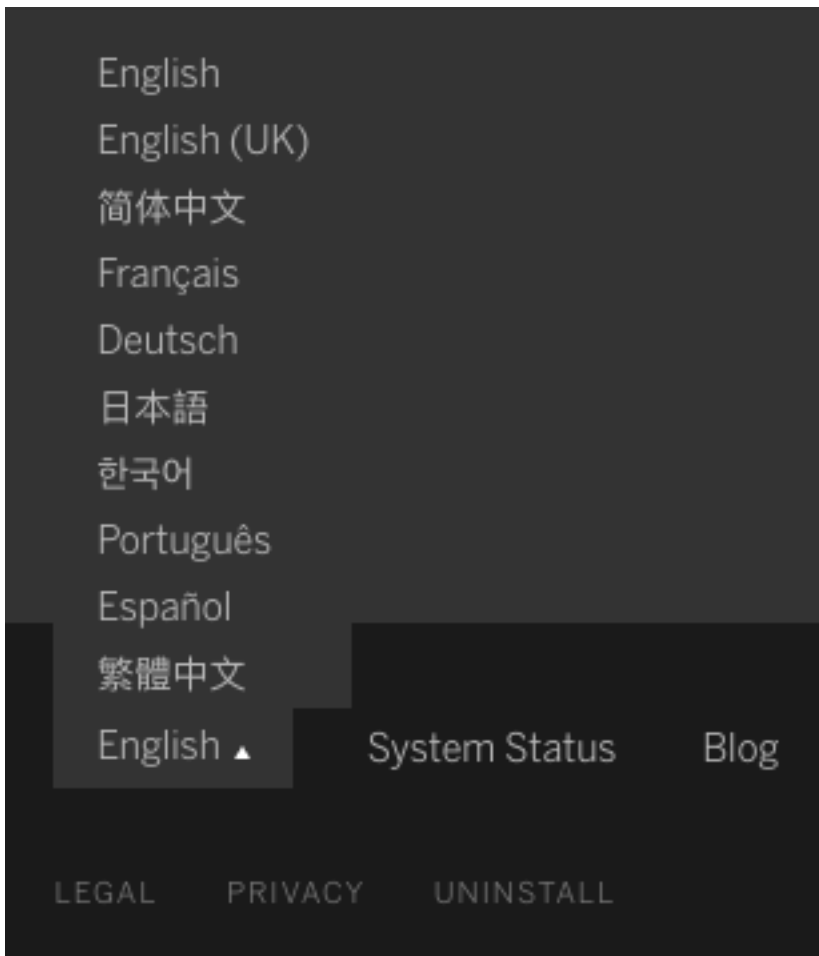 English
English (UK)
简体中文
Français
Deutsch
日本語
한국어
Português
Español
繁體中文
English ▲ System Status Blog
LEGAL PRIVACY UNINSTALL